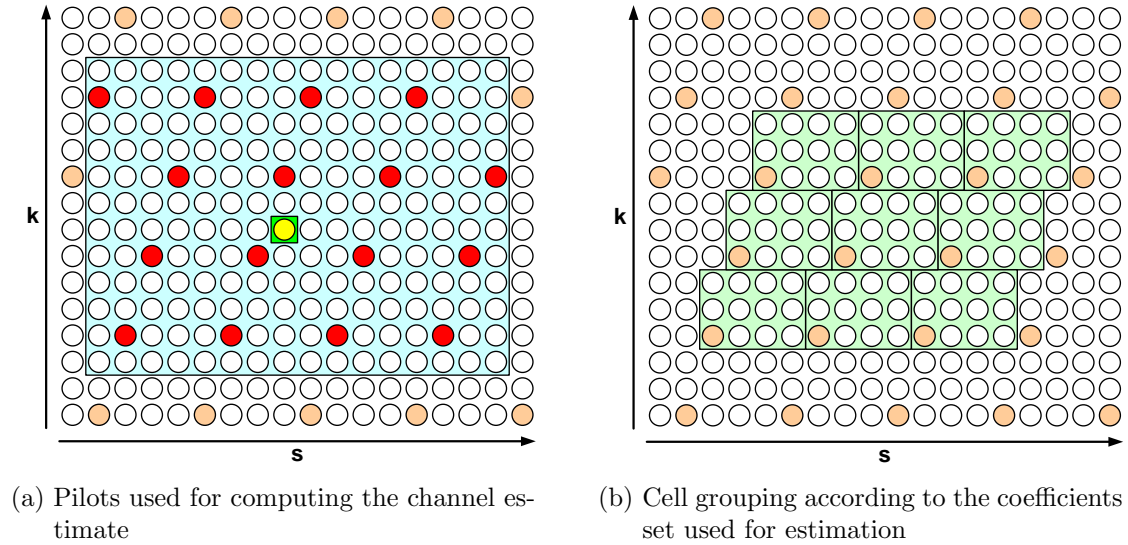 k
s
k
s
(a) Pilots used for computing the channel es-
timate
(b) Cell grouping according to the coefficients
set used for estimation